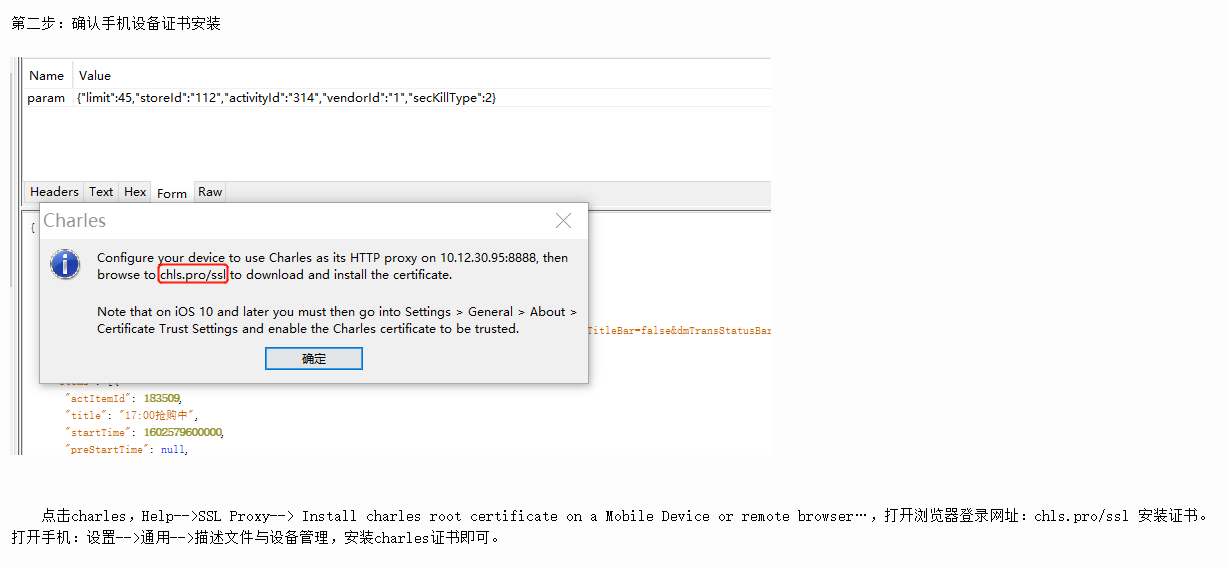 第二步：确认手机设备证书安装
Name Value
param {"limit":45,"storeId":"112","activityId":"314","vendorId":"1","secKillType":2}
Headers Text Hex Form Raw
{
Charles
Configure your device to use Charles as its HTTP proxy on 10.12.30.95:8888, then
browse to chls.pro/ssl to download and install the certificate.
Note that on iOS 10 and later you must then go into Settings > General > About >
Certificate Trust Settings and enable the Charles certificate to be trusted.
TitleBar=false&dmTransStatusBar
确定
"actItemId": 183509,
"title": "17:00抢购中",
"startTime": 1602579600000,
"preStartTime": null,
点击charles，Help-->SSL Proxy--> Install charles root certificate on a Mobile Device or remote browser…，打开浏览器登录网址：chls.pro/ssl 安装证书。
打开手机：设置-->通用-->描述文件与设备管理，安装charles证书即可。